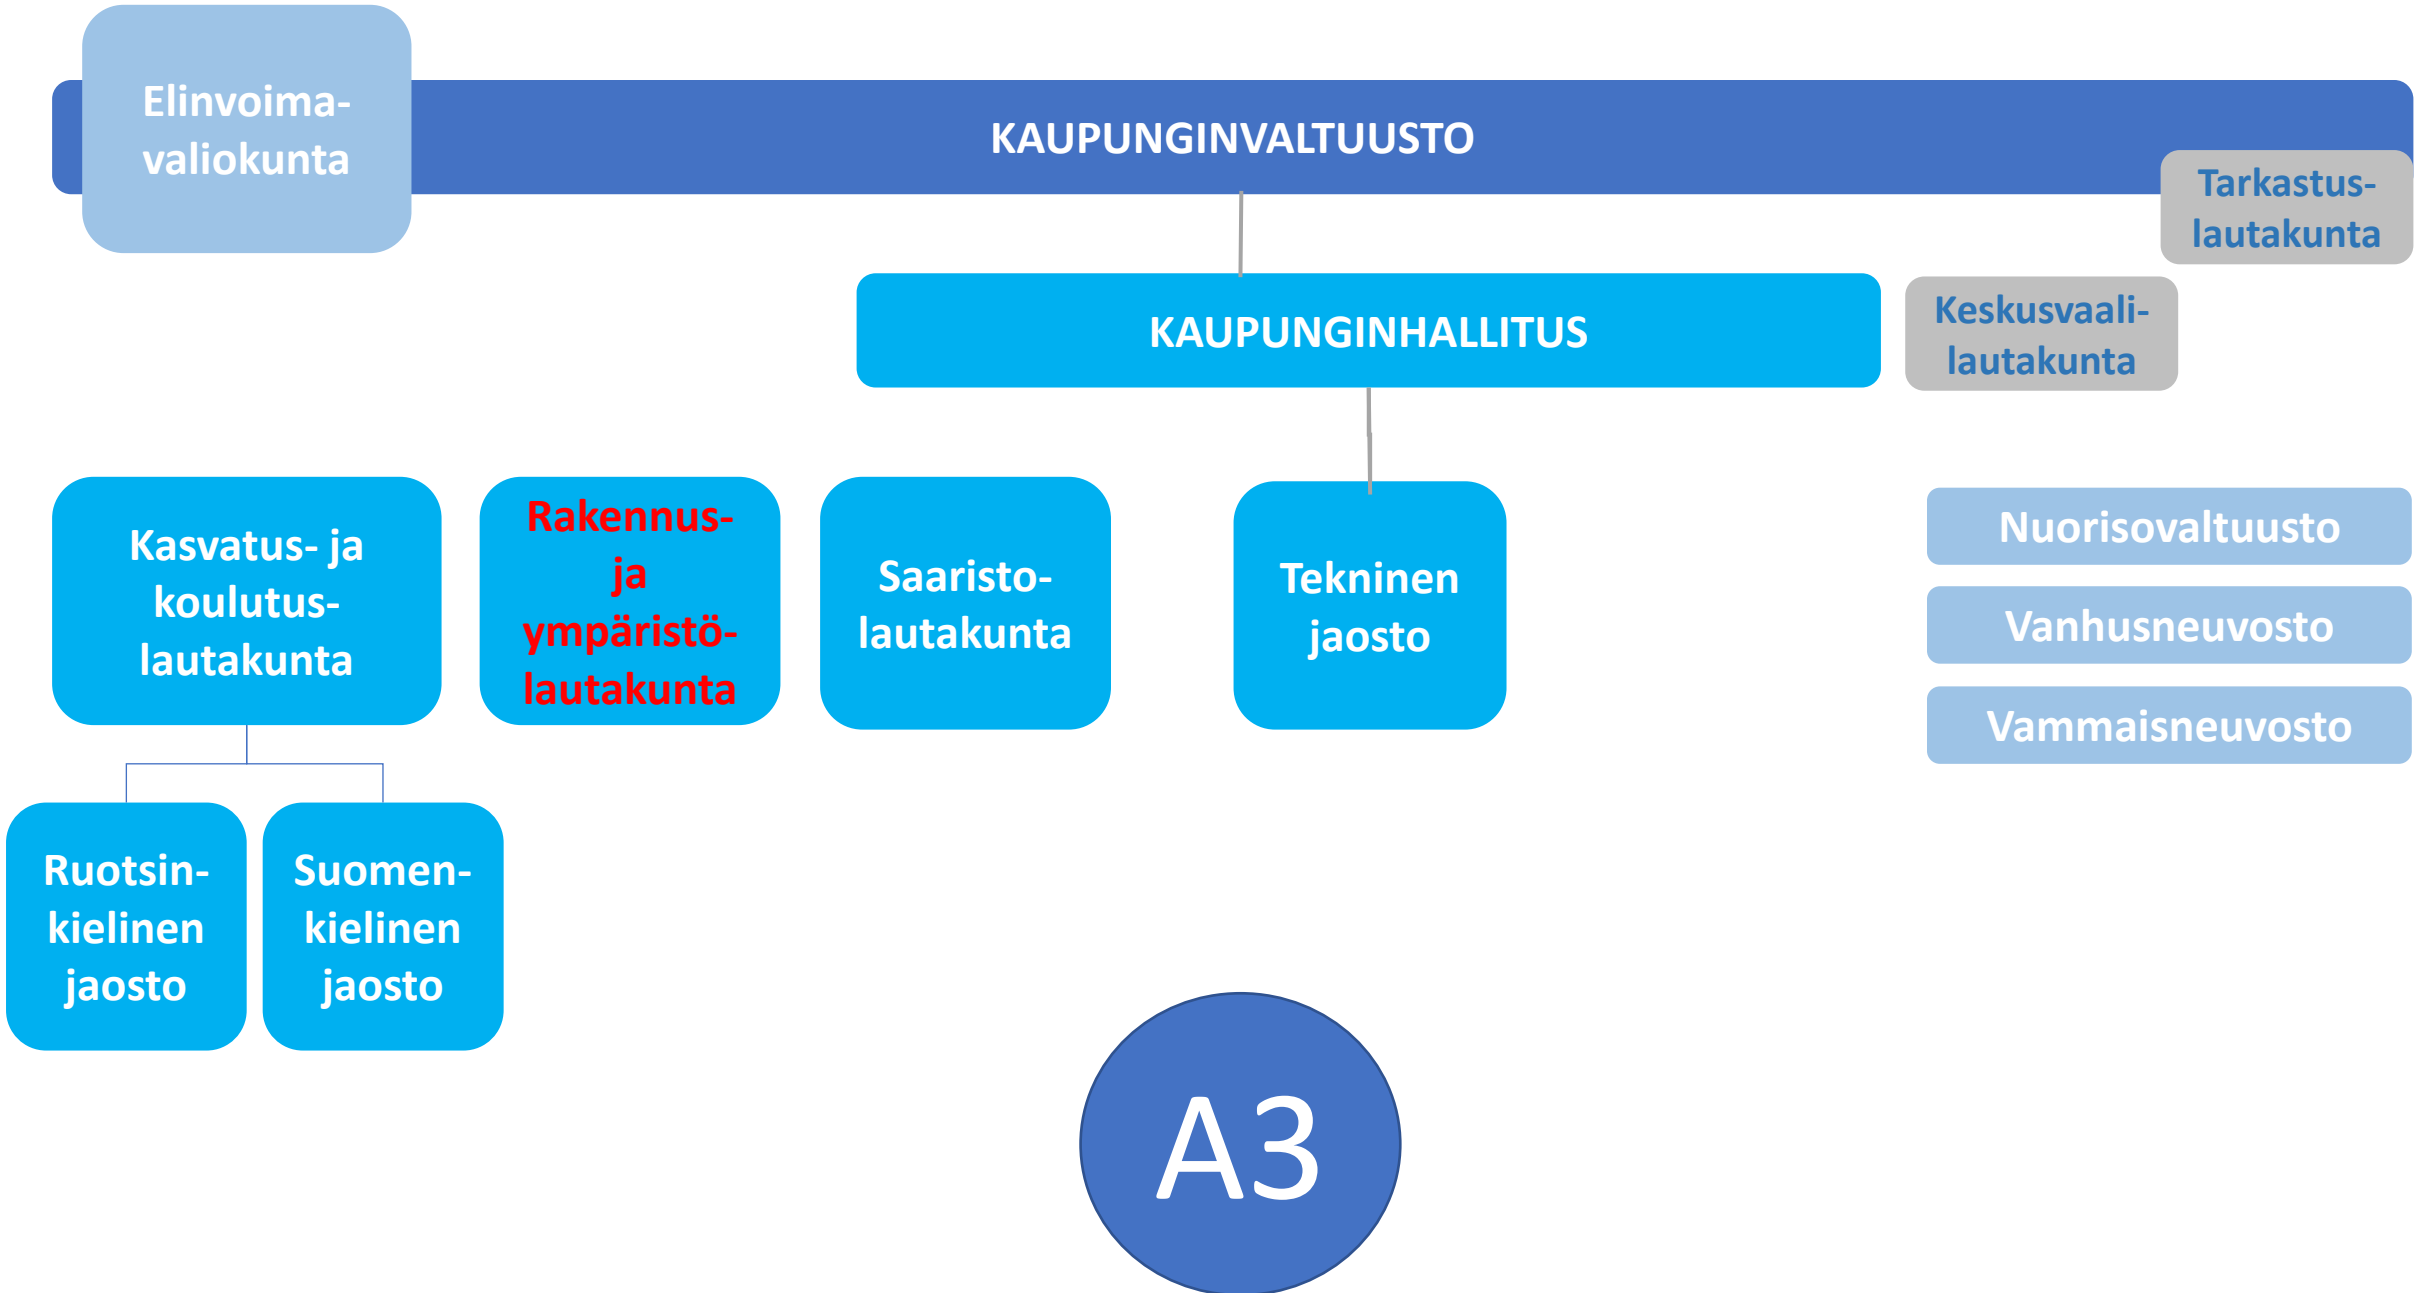 Elinvoima-
valiokunta
KAUPUNGINVALTUUSTO
Tarkastus-
lautakunta
KAUPUNGINHALLITUS
Keskusvaali-
lautakunta
Kasvatus- ja
koulutus-
lautakunta
Rakennus-
ja
ympäristö-
lautakunta
Saaristo-
lautakunta
Tekninen
jaosto
Nuorisovaltuusto
Vanhusneuvosto
Vammaisneuvosto
Ruotsin-
kielinen
jaosto
Suomen-
kielinen
jaosto
A3